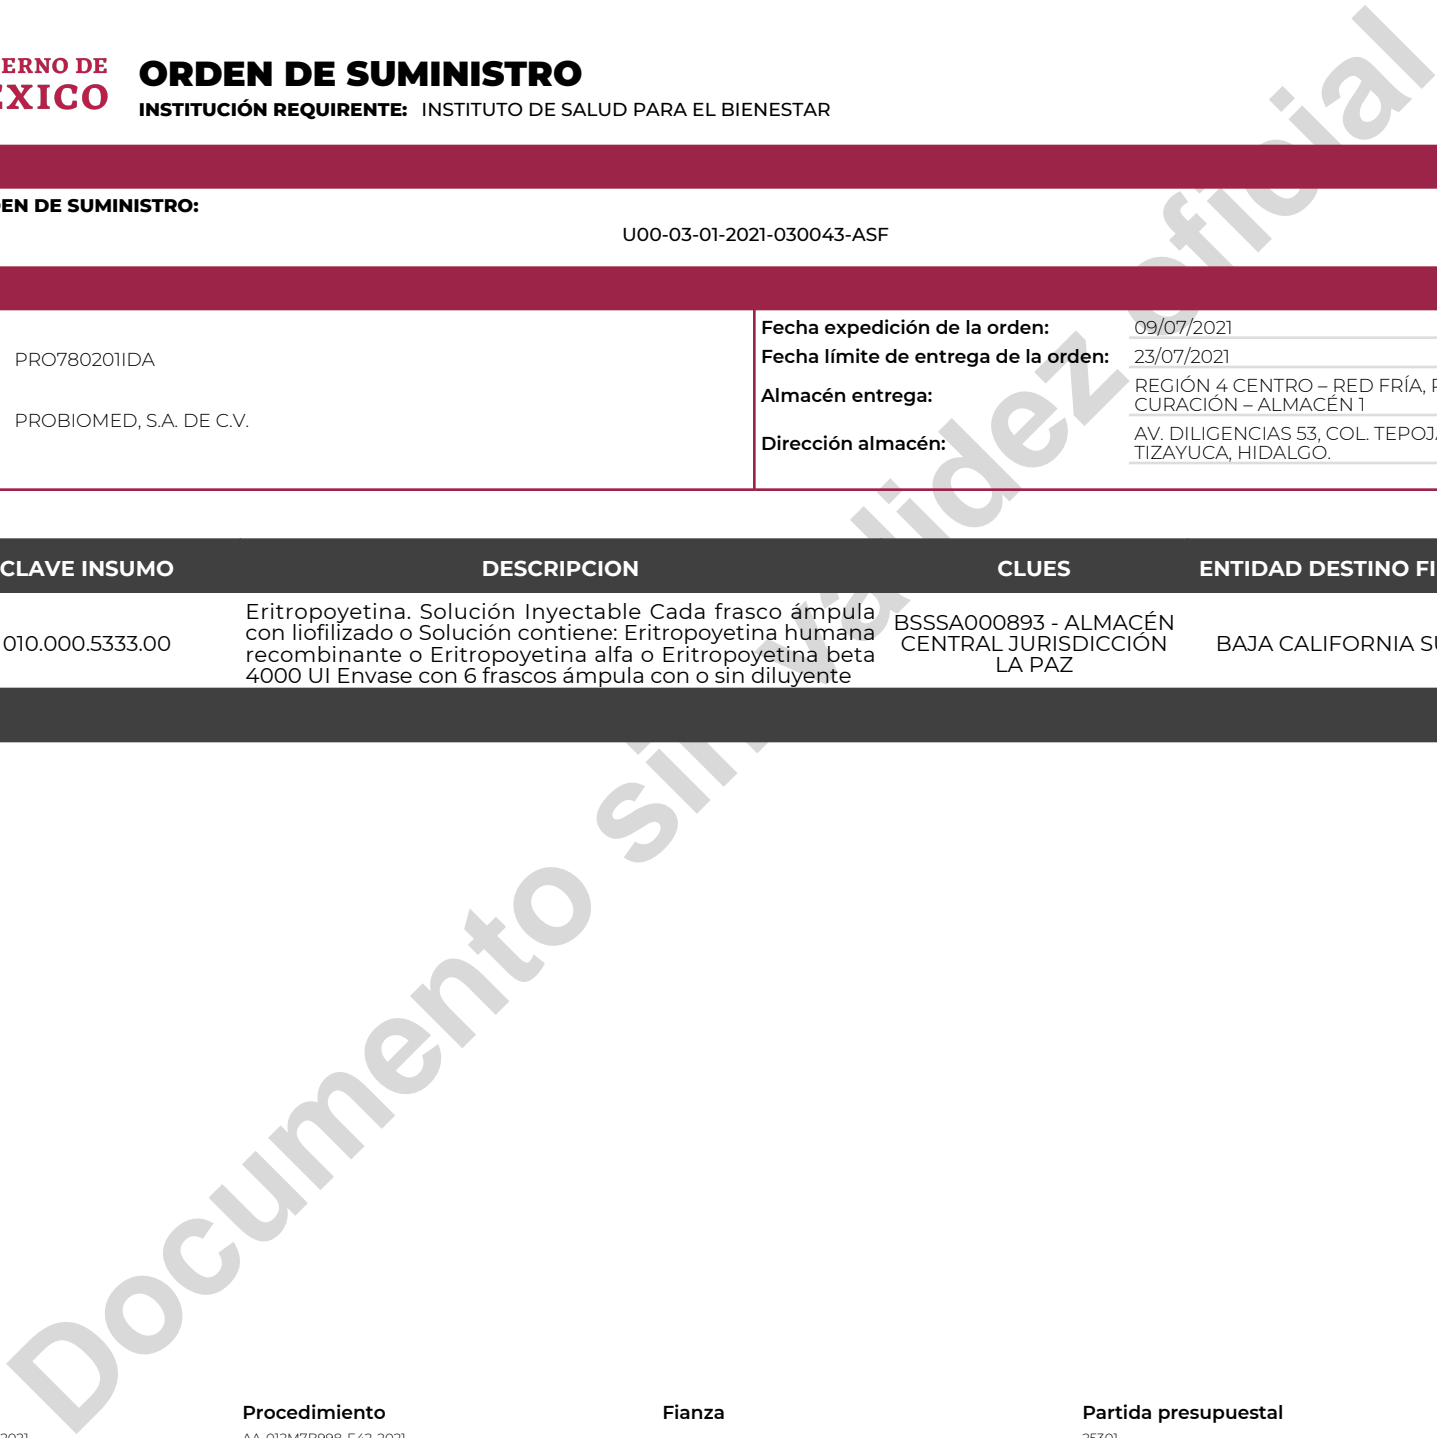 ORDEN DE SUMINISTRO
INSTITUCIÓN REQUIRENTE: INSTITUTO DE SALUD PARA EL BIENESTAR
DE SUMINISTRO:
U00-03-01-2021-030043-ASF
PRO780201IDA
PROBIOMED, S.A. DE C.V.
Fecha expedición de la orden: 09/07/2021
Fecha límite de entrega de la orden: 23/07/2021
Almacén entrega:
REGIÓN 4 CENTRO – RED FRÍA,
CURACIÓN – ALMACÉN 1
Dirección almacén:
AV. DILIGENCIAS 53, COL.
TIZAYUCA, HIDALGO.
CLAVE INSUMO DESCRIPCION CLUES ENTIDAD DESTINO
010.000.5333.00
Eritropoyetina. Solución Inyectable Cada frasco ámpula
con liofilizado o Solución contiene: Eritropoyetina humana
recombinante o Eritropoyetina alfa o Eritropoyetina beta
4000 UI Envase con 6 frascos ámpula con o sin diluyente
BSSSA000893 - ALMACÉN
CENTRAL JURISDICCIÓN
LA PAZ
BAJA CALIFORNIA
Documento sin validez oficial
Procedimiento Fianza Partida presupuestal